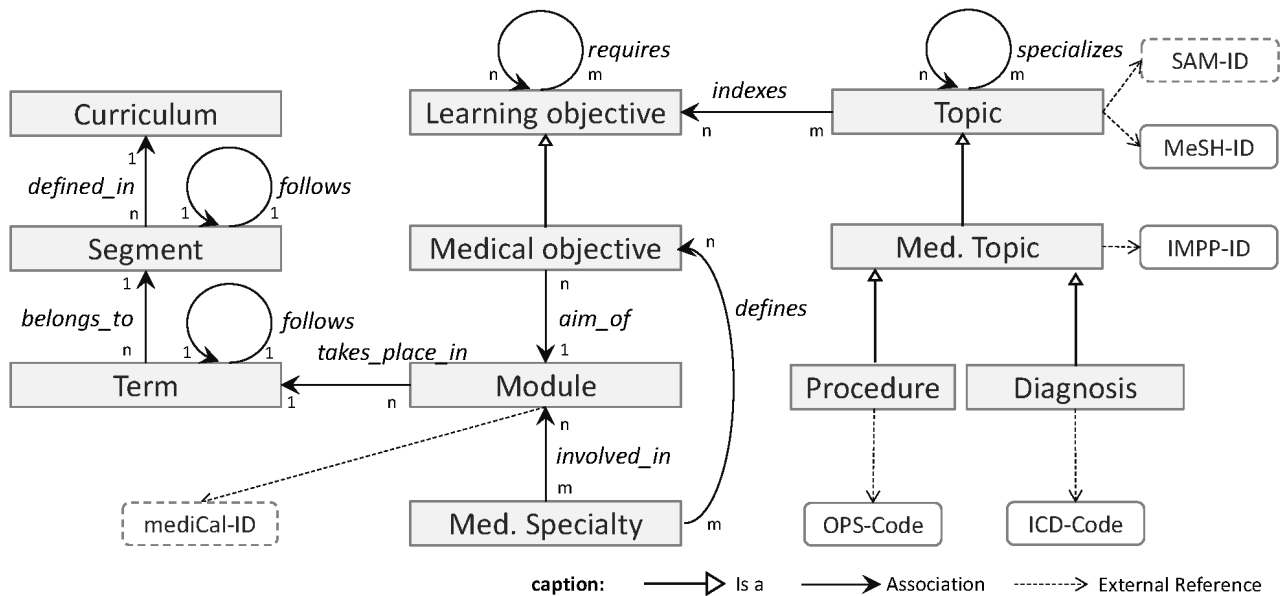 requires
n
m
specializes
n
m
SAM-ID
Curriculum
Learning objective
indexes
n
m
Topic
MeSH-ID
1
defined_in
n
follows
1
1
Segment
Medical objective
n
Med. Topic
IMPP-ID
1
belongs_to
n
follows
1
1
n
aim_of
1
defines
takes_place_in
Term
1
n
Module
Procedure
Diagnosis
n
involved_in
m
mediCal-ID
Med. Specialty
m
OPS-Code
ICD-Code
caption:
Is a
Association
External Reference